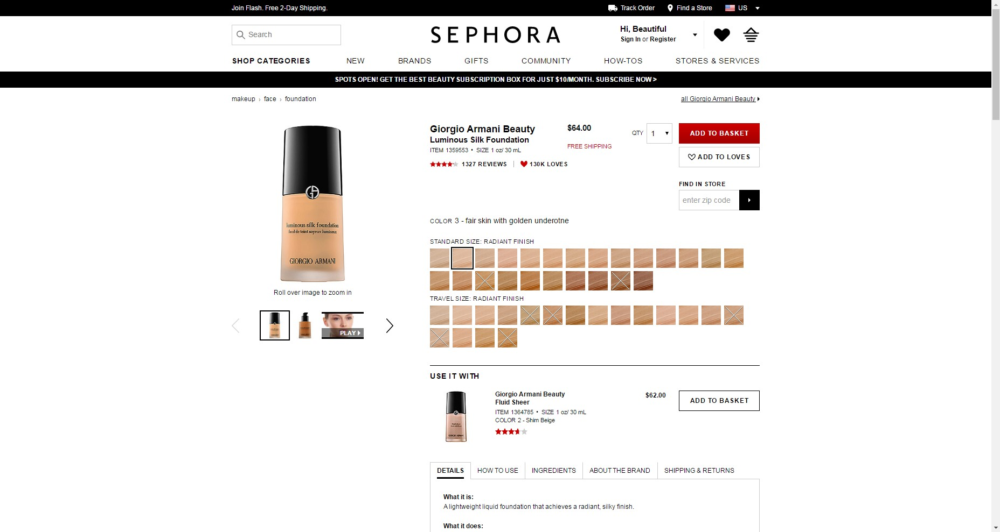 Join Flash. Free 2-Day Shipping.
Track Order
Find a Store
US
Search
SEPHORA
Hi, Beautiful
Sign In or Register
SHOP CATEGORIES
NEW
BRANDS
GIFTS
COMMUNITY
HOW-TOS
STORES & SERVICES
SPOTS OPEN! GET THE BEST BEAUTY SUBSCRIPTION BOX FOR JUST $10/MONTH. SUBSCRIBE NOW >
makeup › face › foundation
all Giorgio Armani Beauty
luminous silk foundation
fond de teint soyeux lumineux
GIORGIO ARMANI
Roll over image to zoom in
PLAY
Giorgio Armani Beauty
Luminous Silk Foundation
ITEM 1359553 • SIZE 1 oz/ 30 mL
1327 REVIEWS
130K LOVES
$64.00
FREE SHIPPING
QTY
1
ADD TO BASKET
ADD TO LOVES
FIND IN STORE
enter zip code
COLOR 3 - fair skin with golden underotne
STANDARD SIZE: RADIANT FINISH
TRAVEL SIZE: RADIANT FINISH
USE IT WITH
GIORGIO ARMANI
Giorgio Armani Beauty
Fluid Sheer
ITEM 1364785 • SIZE 1 oz/ 30 mL
COLOR 2 - Shim Beige
$62.00
ADD TO BASKET
DETAILS
HOW TO USE
INGREDIENTS
ABOUT THE BRAND
SHIPPING & RETURNS
What it is:
A lightweight liquid foundation that achieves a radiant, silky finish.
What it does: